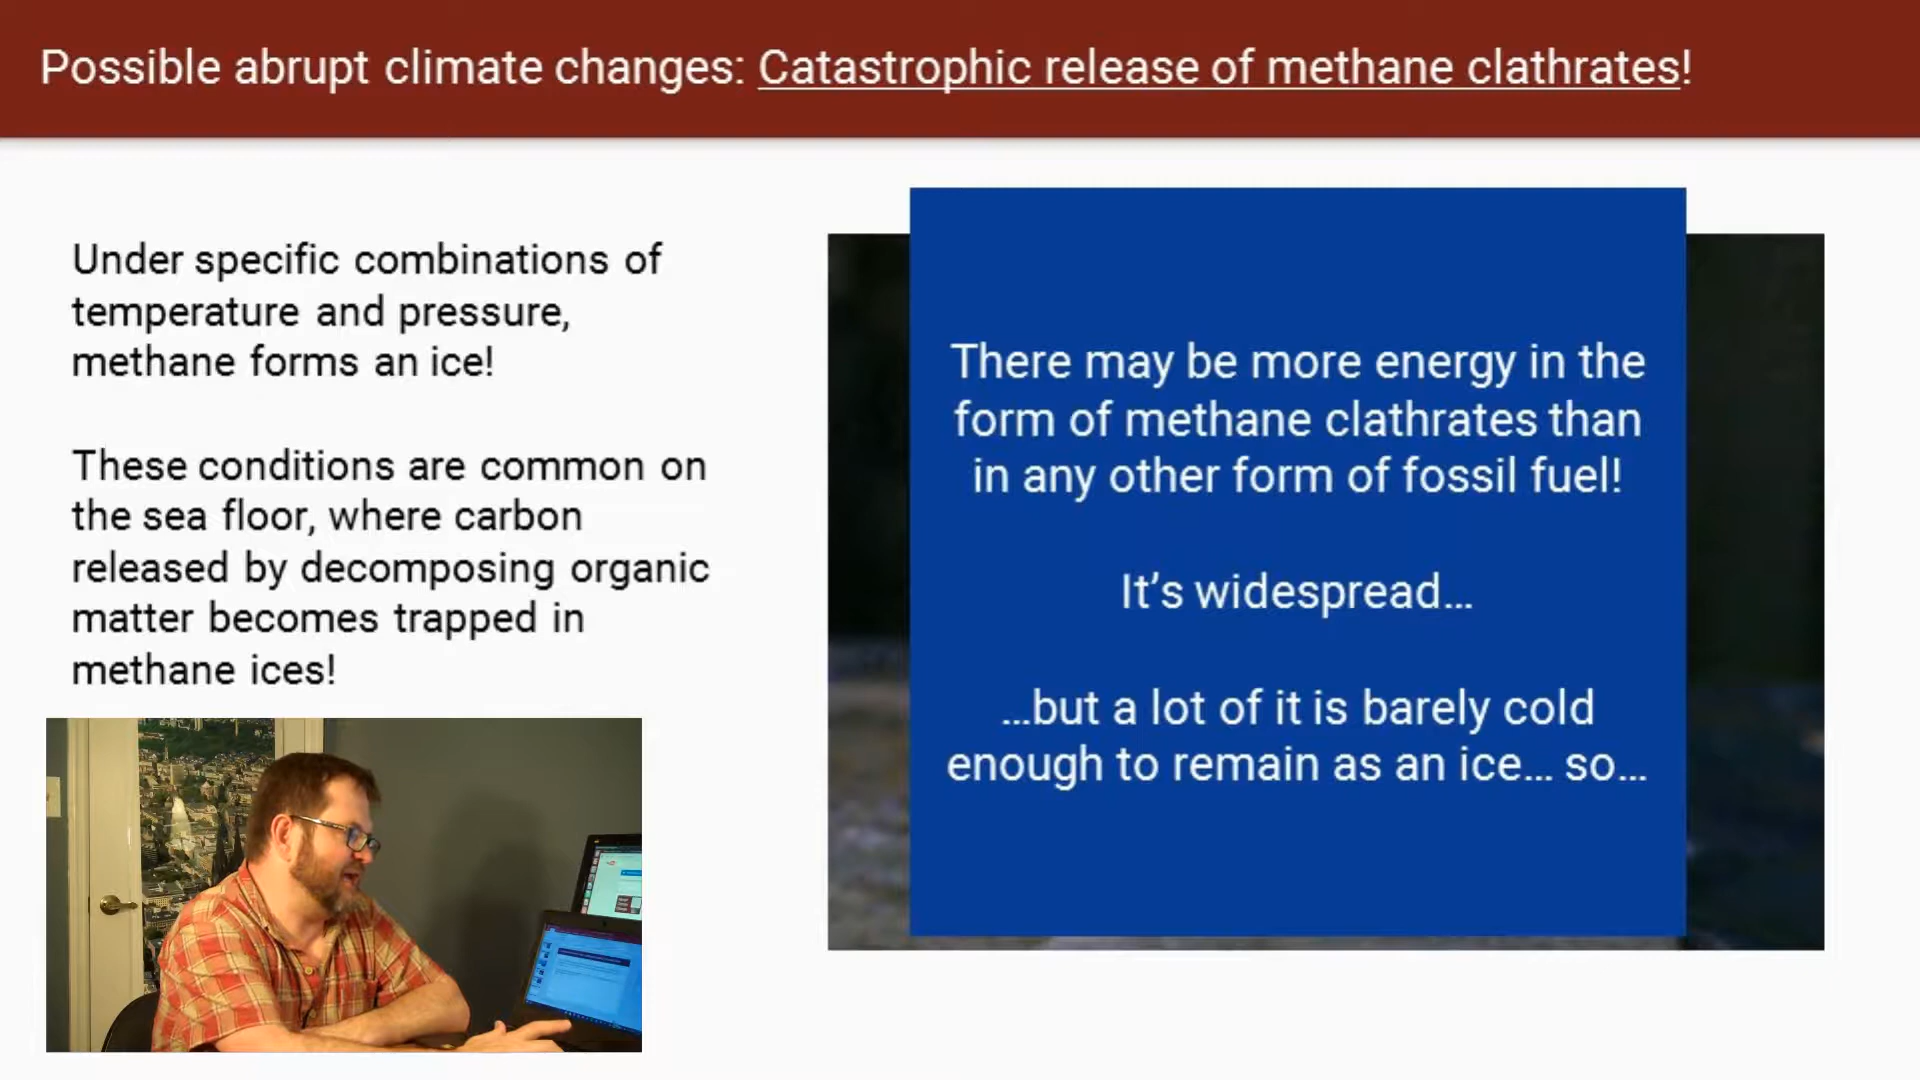 Possible abrupt climate changes: Catastrophic release of methane clathrates!
Under specific combinations of
temperature and pressure,
methane forms an ice!
These conditions are common on
the sea floor, where carbon
released by decomposing organic
matter becomes trapped in
methane ices!
There may be more energy in the
form of methane clathrates than
in any other form of fossil fuel!
It's widespread…
…but a lot of it is barely cold
enough to remain as an ice… so…